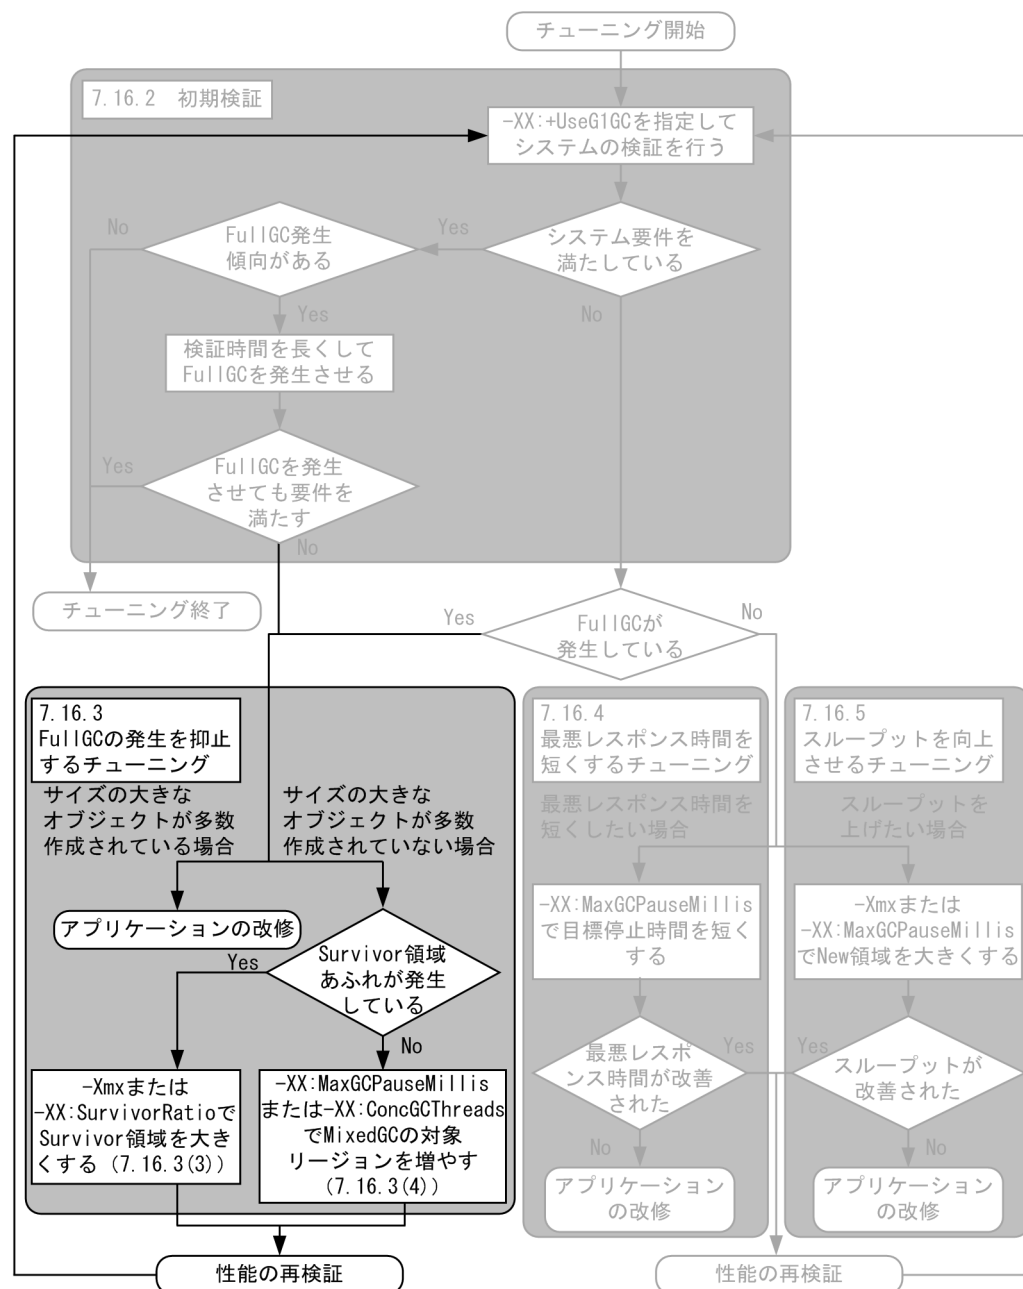 チューニング開始
7.16.2 初期検証
-XX:+UseG1GCを指定して
システムの検証を行う
No
FullGC発生
傾向がある
Yes
システム要件を
満たしている
Yes
No
検証時間を長くして
FullGCを発生させる
Yes
FullGCを発生
させても要件を
満たす
No
チューニング終了
Yes
FullGCが
発生している
No
7.16.3
FullGCの発生を抑止
するチューニング
サイズの大きな
オブジェクトが多数
作成されている場合
サイズの大きな
オブジェクトが多数
作成されていない場合
アプリケーションの改修
Yes
Survivor領域
あふれが発生
している
No
-Xmxまたは
-XX:SurvivorRatioで
Survivor領域を大き
くする (7.16.3(3))
-XX:MaxGCPauseMillis
または-XX:ConcGCThreads
でMixedGCの対象
リージョンを増やす
(7.16.3(4))
性能の再検証
7.16.4
最悪レスポンス時間を
短くするチューニング
最悪レスポンス時間を
短くしたい場合
-XX:MaxGCPauseMillis
で目標停止時間を短く
する
最悪レスポ
ンス時間が改善
された
Yes
No
アプリケーション
の改修
7.16.5
スループットを向上
させるチューニング
スループットを
上げたい場合
-Xmxまたは
-XX:MaxGCPauseMillis
でNew領域を大きくする
Yes
スループットが
改善された
No
アプリケーション
の改修
性能の再検証